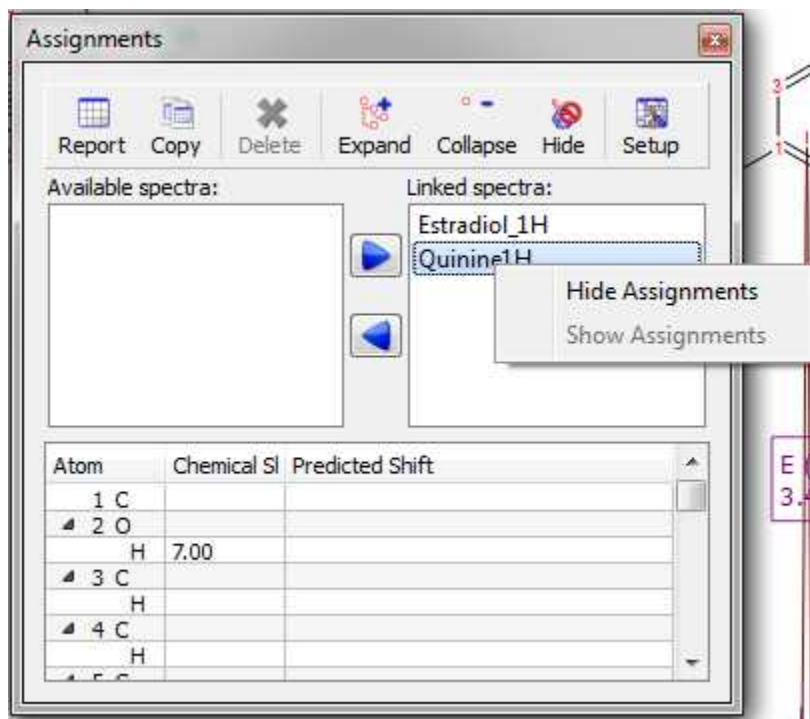 Assignments
Report Copy Delete Expand Collapse Hide Setup
Available spectra: Linked spectra:
Estradiol_1H
Quinine1H
Hide Assignments
Show Assignments
Atom Chemical Sl Predicted Shift
1 C
2 O
H 7.00
3 C
H
4 C
H
3
1
E
3.